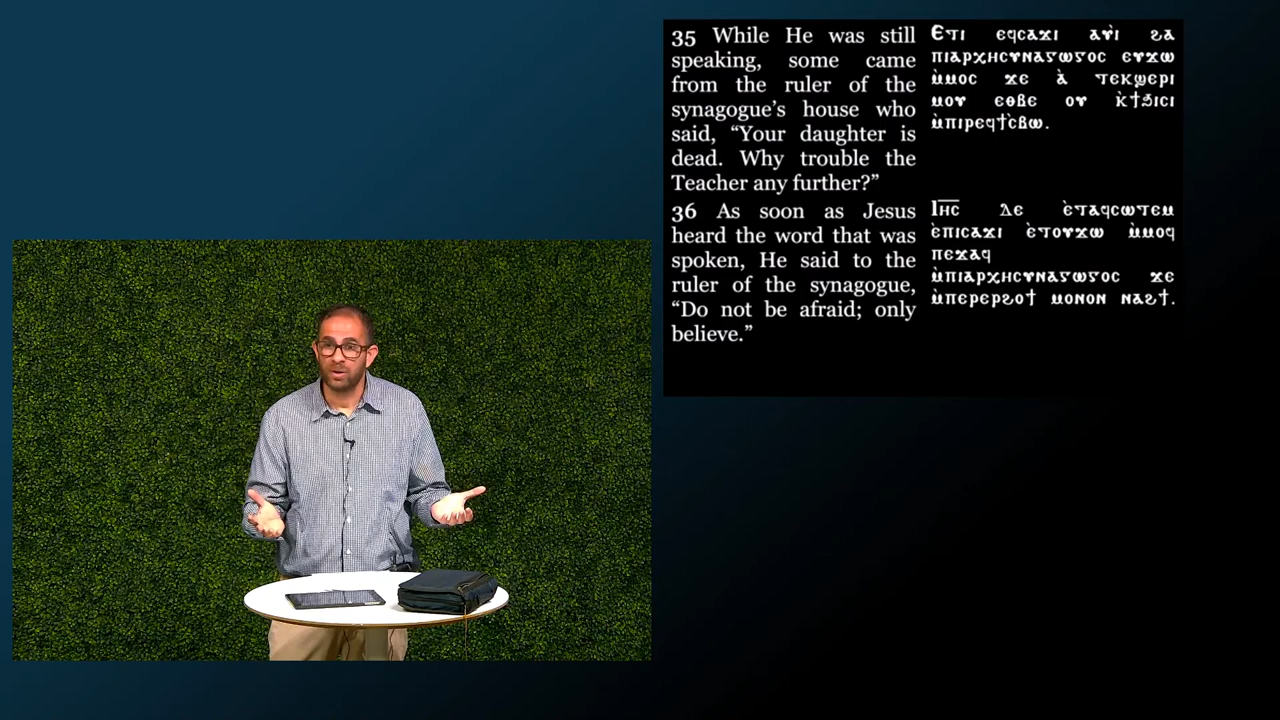 35 While He was still
speaking, some came
from the ruler of the
synagogue’s house who
said, “Your daughter is
dead. Why trouble the
Teacher any further?”
36 As soon as Jesus
heard the word that was
spoken, He said to the
ruler of the synagogue,
“Do not be afraid; only
believe.”
Ⲉⲧⲓ ⲉϥⲥⲁϫⲓ ⲁⲩ̀ⲓ ϩⲁ
ⲡⲓⲁⲣⲭⲏⲥⲩⲛⲁⲅⲱⲅⲟⲥ ⲉⲩϫⲱ
ⲙ̀ⲙⲟⲥ ϫⲉ ⲁ̀ ⲧⲉⲕϣⲉⲣⲓ
ⲙⲟⲩ ⲉⲑⲃⲉ ⲟⲩ ⲕ̀ϯϧⲓⲥⲓ
ⲙ̀ⲡⲓⲣⲉϥϯⲥ̀ⲃⲱ.
Ⲓⲏ̅ⲥ̅ ⲇⲉ ⲉ̀ⲧⲁϥⲥⲱⲧⲉⲙ
ⲉ̀ⲡⲓⲥⲁϫⲓ ⲉ̀ⲧⲟⲩϫⲱ ⲙ̀ⲙⲟϥ
ⲡⲉϫⲁϥ
ⲙ̀ⲡⲓⲁⲣⲭⲏⲥⲩⲛⲁⲅⲱⲅⲟⲥ ϫⲉ
ⲙ̀ⲡⲉⲣⲉⲣϩⲟϯ ⲙⲟⲛⲟⲛ ⲛⲁϩϯ.